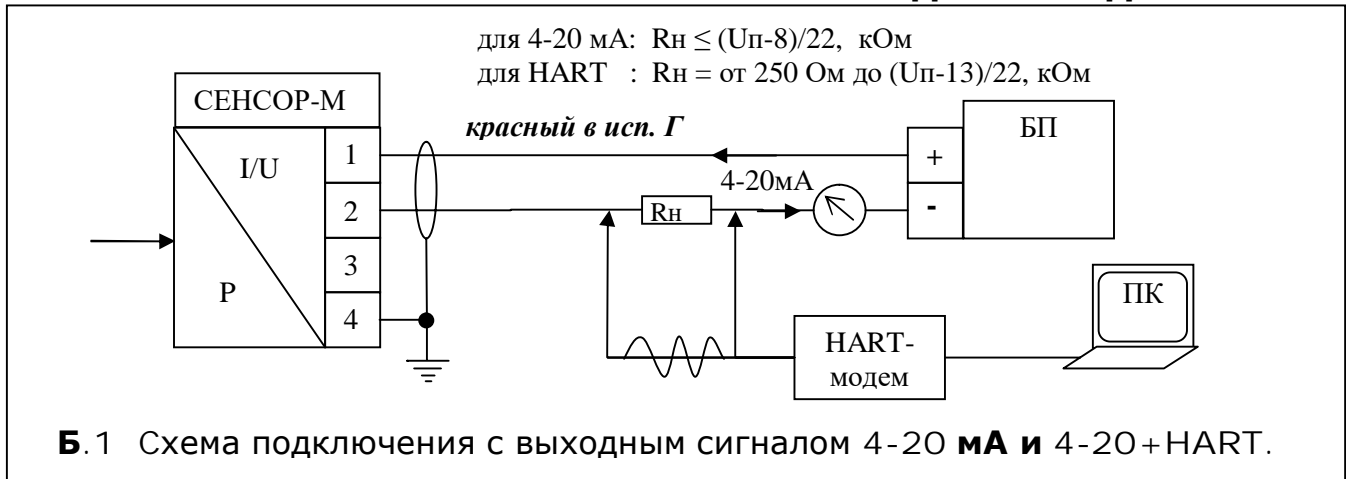 для 4-20 мА: Rн ≤ (Uп-8)/22, кОм
для HART : Rн = от 250 Ом до (Uп-13)/22, кОм
СЕНСОР-М
красный в исп. Г
БП
I/U
1
+
4-20мА
2
Rн
-
3
P
4
ПК
HART-
модем
Б.1 Схема подключения с выходным сигналом 4-20 мА и 4-20+HART.